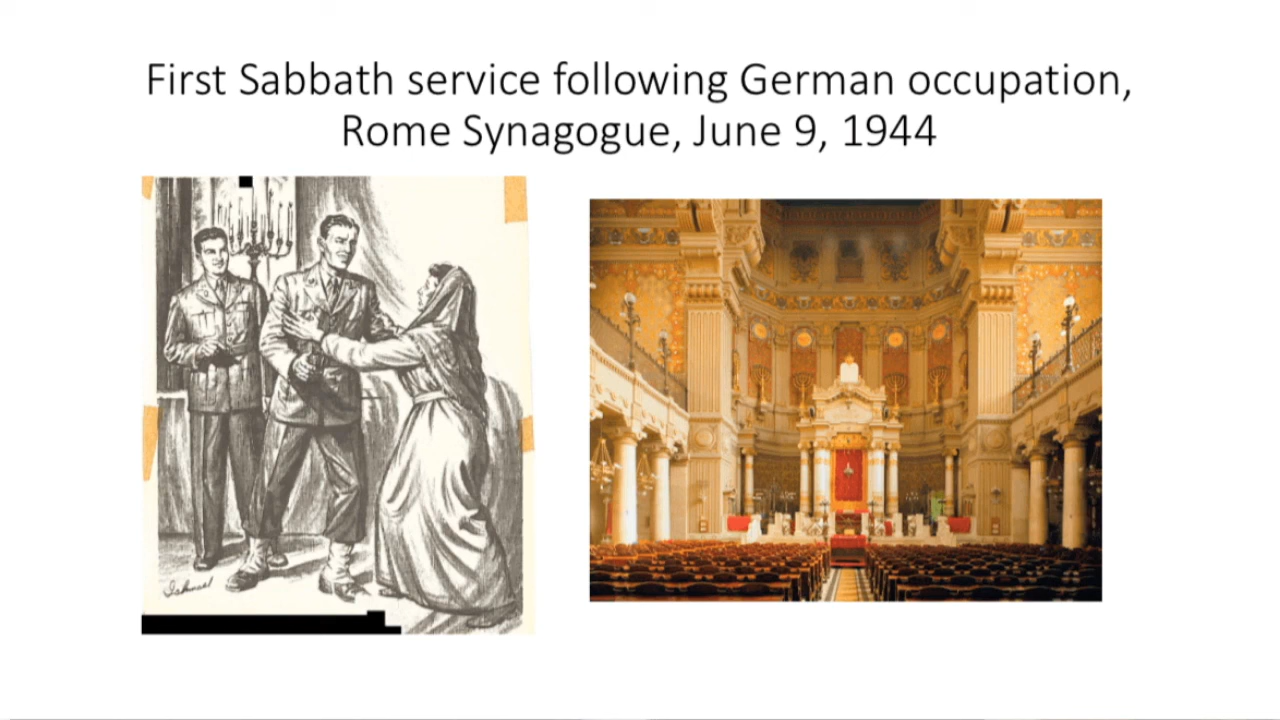 First Sabbath service following German occupation,
Rome Synagogue, June 9, 1944